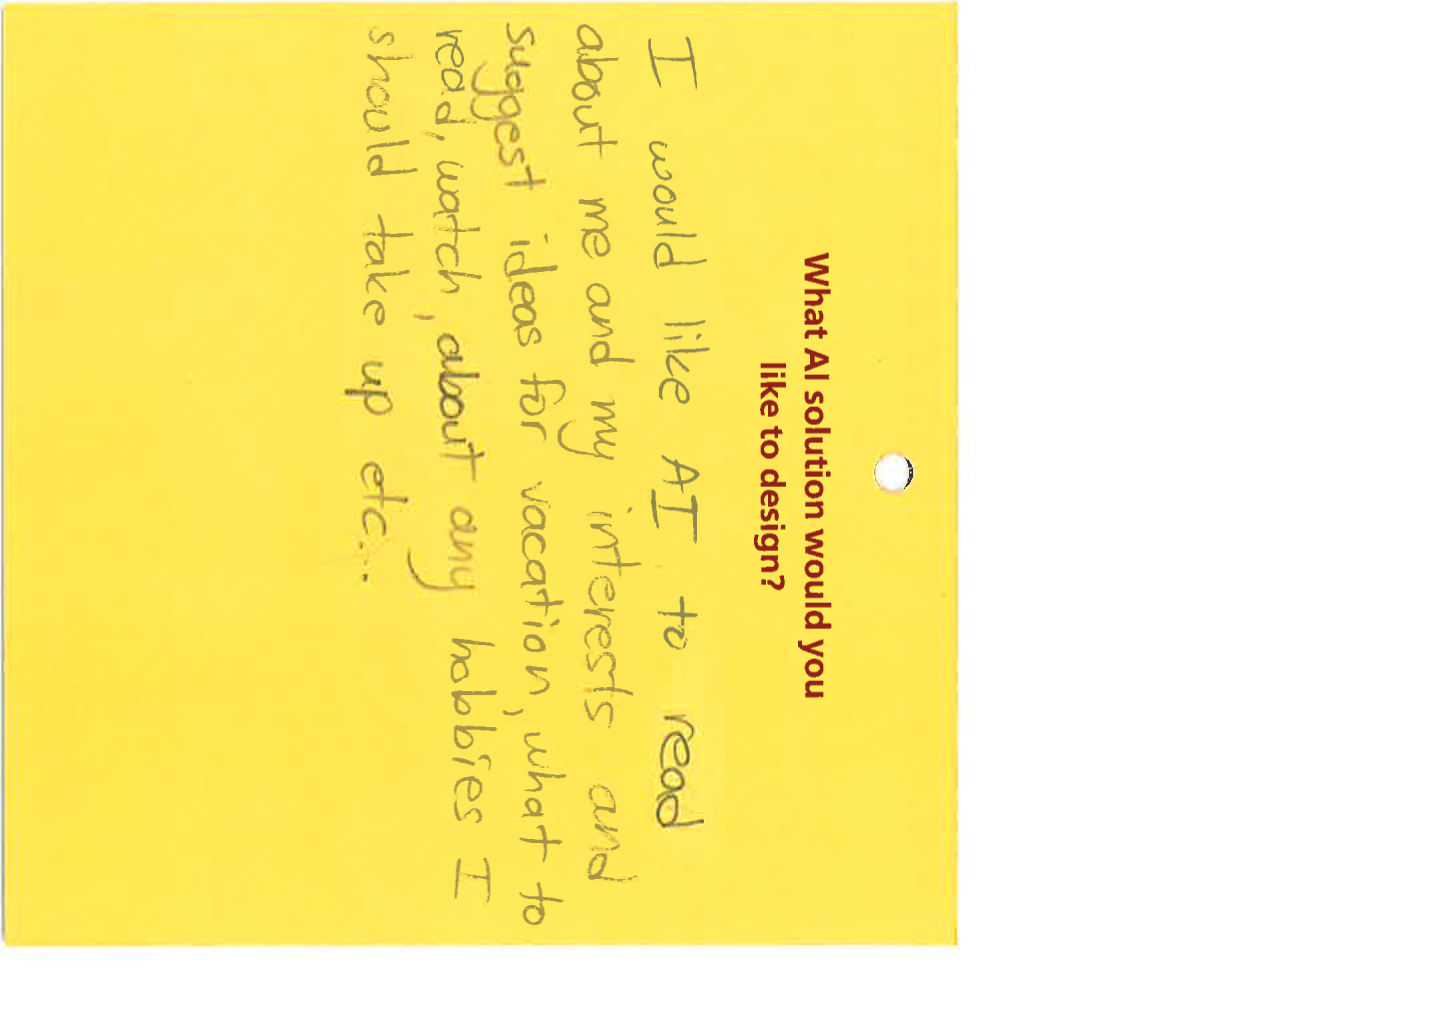 What AI solution would you
like to design?
I would like AI to read
about me and my interests and
suggest ideas for vacation, what to
read, watch, about any hobbies I
should take up etc...